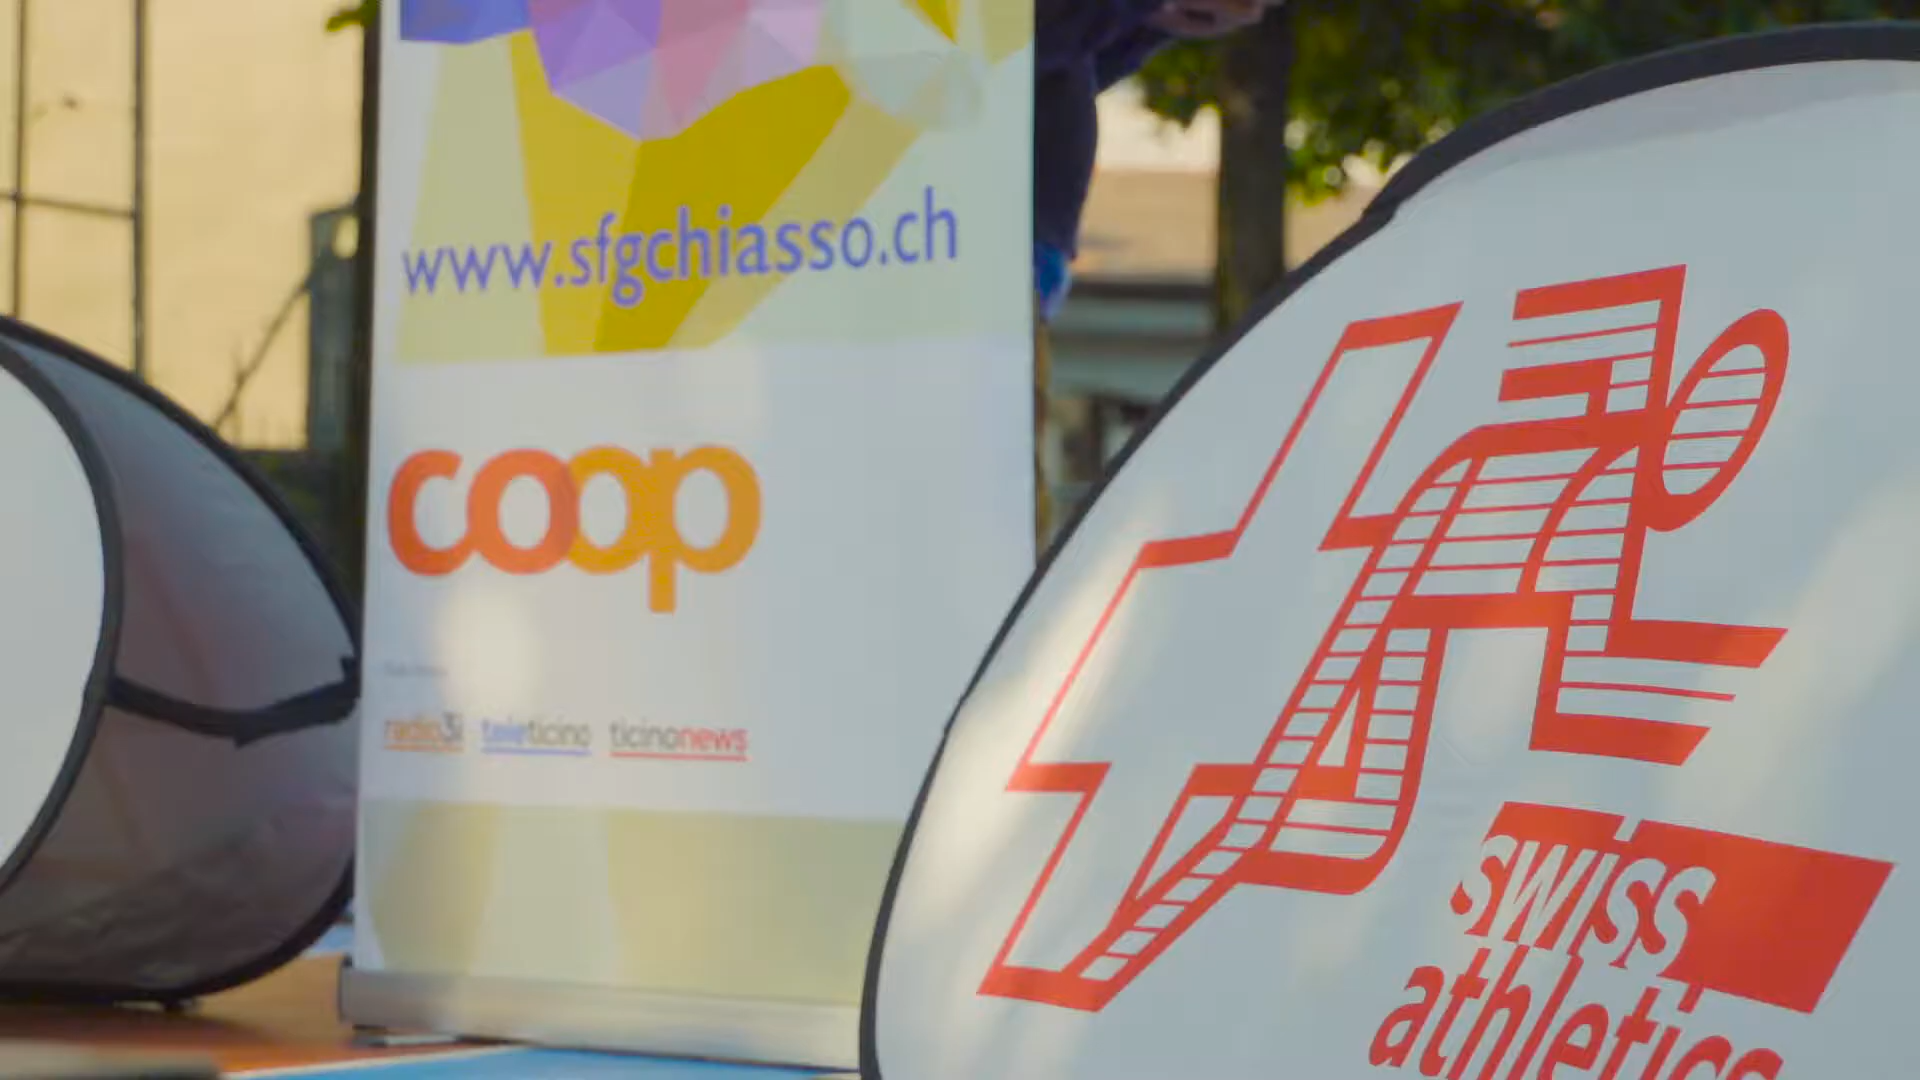 www.sfgchiasso.ch
coop
radio3i teleticino ticinonews
swiss
athletics